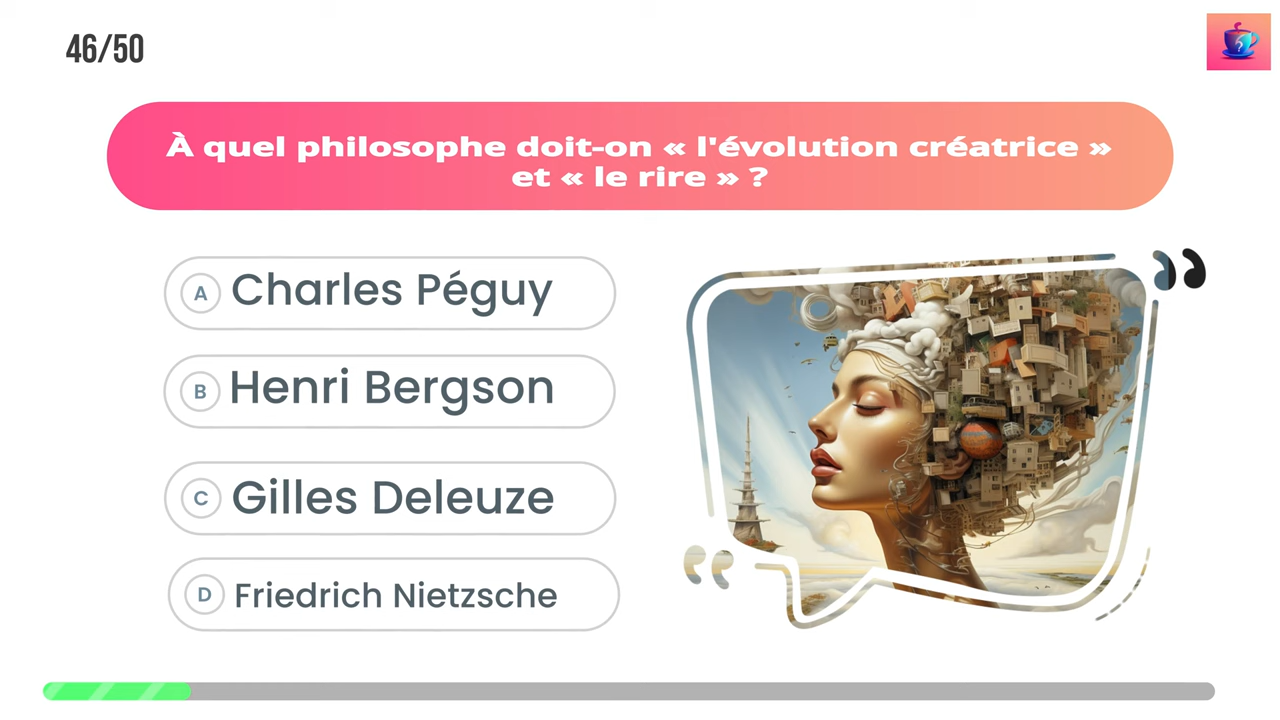 46/50
À quel philosophe doit-on « l'évolution créatrice »
et « le rire » ?
A Charles Péguy
B Henri Bergson
C Gilles Deleuze
D Friedrich Nietzsche